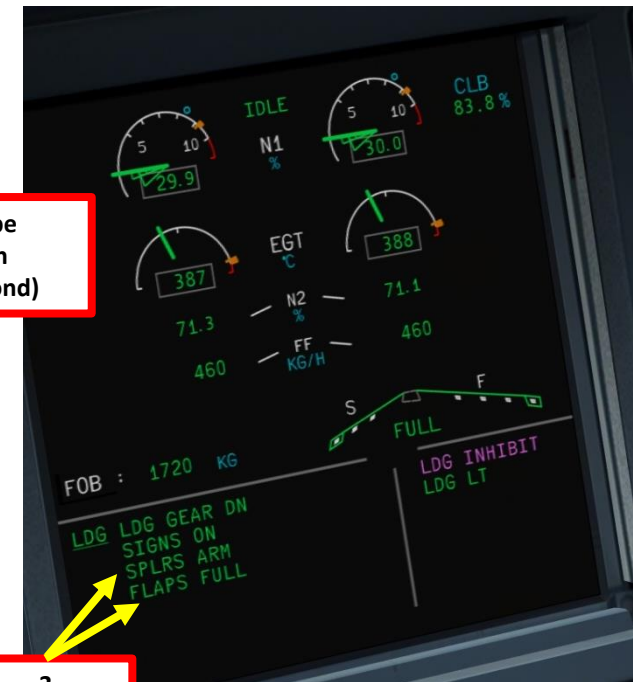 IDLE
CLB
83.8 %
5 10
N1
%
5 10
29.9
30.0
be
n
ond)
EGT
°C
387
388
71.3
N2
%
71.1
460
FF
KG/H
460
S
F
FULL
FOB : 1720 KG
LDG LDG GEAR DN
SIGNS ON
SPLRS ARM
FLAPS FULL
LDG INHIBIT
LDG LT